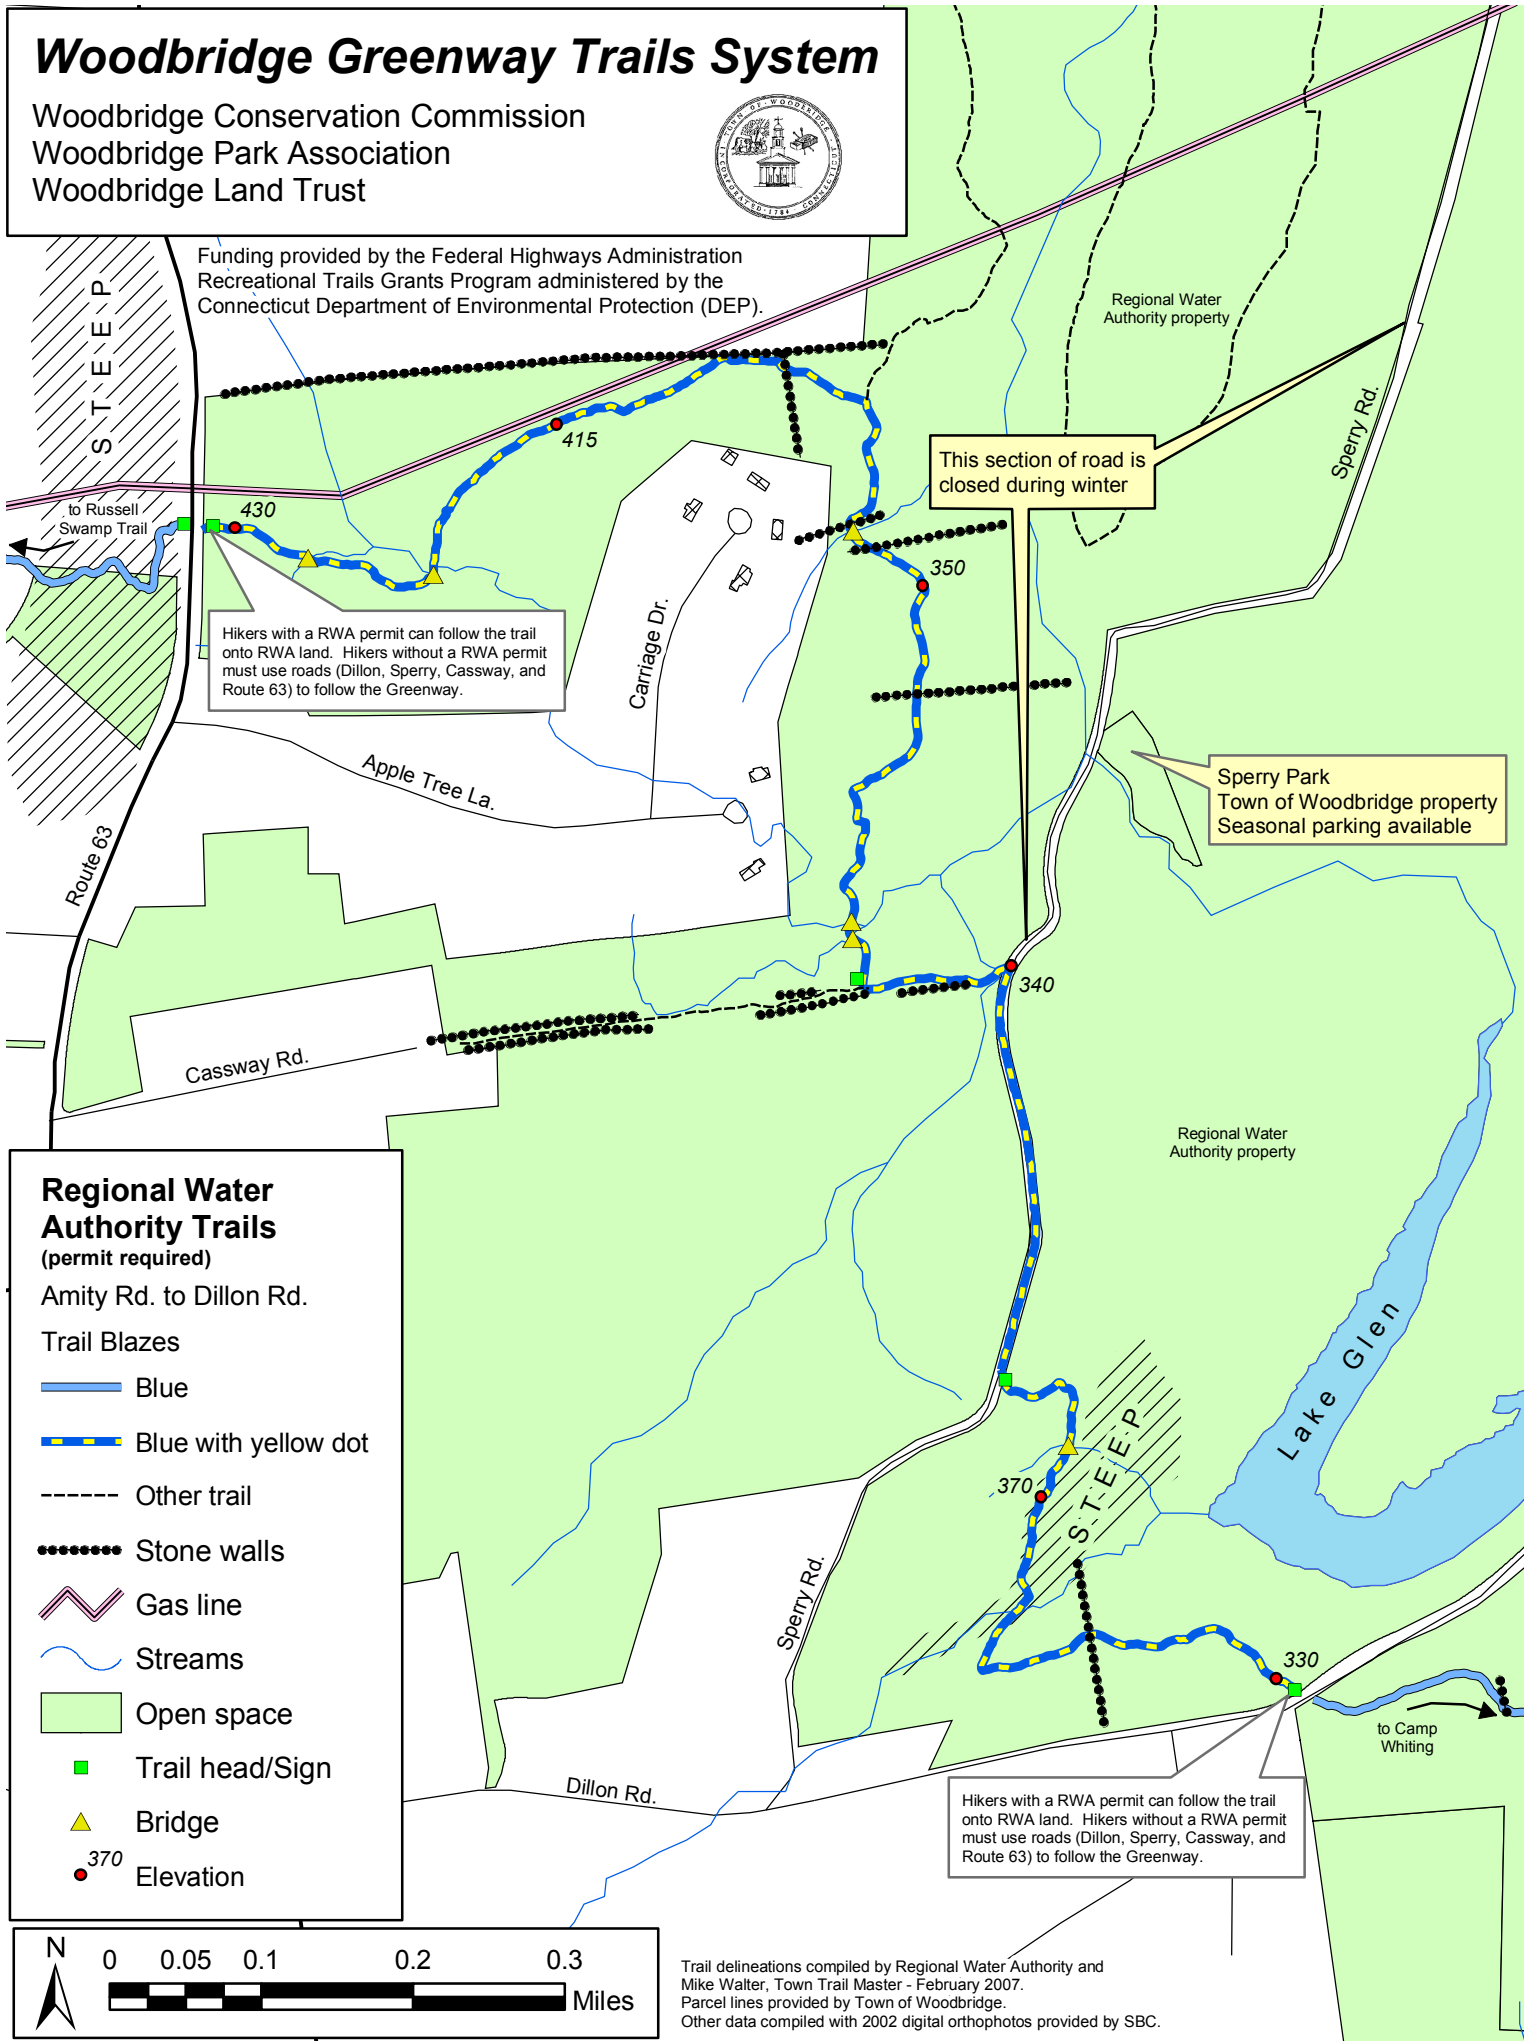 Woodbridge Greenway Trails System
Woodbridge Conservation Commission
Woodbridge Park Association
Woodbridge Land Trust
TOWN OF WOODBRIDGE CONNECTICUT
INCORPORATED 1784
Funding provided by the Federal Highways Administration
Recreational Trails Grants Program administered by the
Connecticut Department of Environmental Protection (DEP).
STEEP
Regional Water
Authority property
Sperry Rd.
415
This section of road is
closed during winter
to Russell
Swamp Trail
430
350
Hikers with a RWA permit can follow the trail
onto RWA land. Hikers without a RWA permit
must use roads (Dillon, Sperry, Cassway, and
Route 63) to follow the Greenway.
Carriage Dr.
Apple Tree La.
Sperry Park
Town of Woodbridge property
Seasonal parking available
Route 63
340
Cassway Rd.
Regional Water
Authority property
Regional Water
Authority Trails
(permit required)
Amity Rd. to Dillon Rd.
Trail Blazes
Blue
Blue with yellow dot
Other trail
Stone walls
Gas line
Streams
Open space
Trail head/Sign
Bridge
370
Elevation
Lake Glen
STEEP
370
Sperry Rd.
330
to Camp
Whiting
Dillon Rd.
Hikers with a RWA permit can follow the trail
onto RWA land. Hikers without a RWA permit
must use roads (Dillon, Sperry, Cassway, and
Route 63) to follow the Greenway.
N
0 0.05 0.1 0.2 0.3
Miles
Trail delineations compiled by Regional Water Authority and
Mike Walter, Town Trail Master - February 2007.
Parcel lines provided by Town of Woodbridge.
Other data compiled with 2002 digital orthophotos provided by SBC.